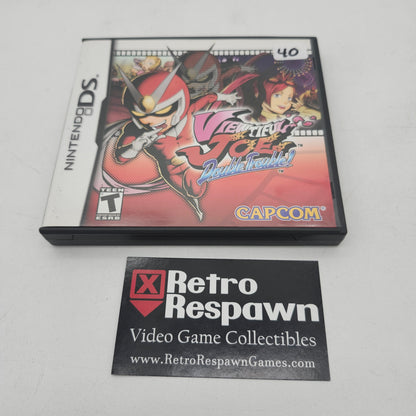 40
NINTENDO DS
VIEWTIFUL
JOE
Double Trouble!
TEEN
T
ESRB
CAPCOM
X Retro
Respawn
Video Game Collectibles
www.RetroRespawnGames.com